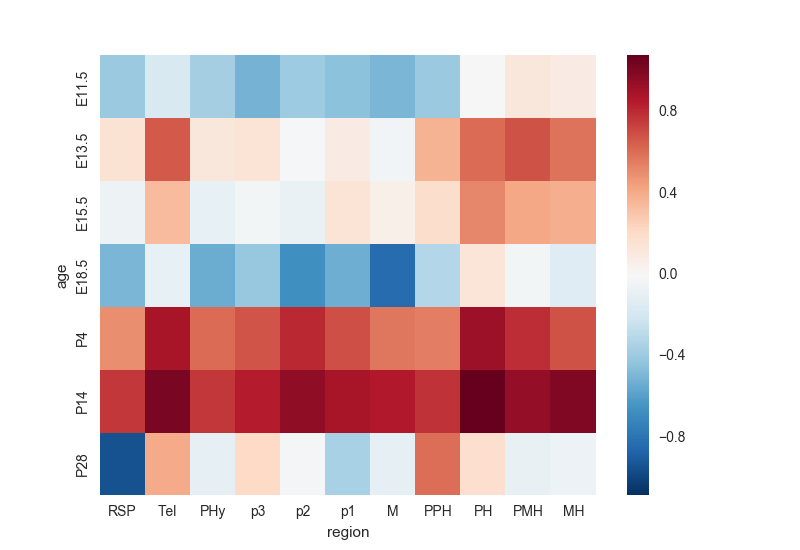 age
E11.5
E13.5
E15.5
E18.5
P4
P14
P28
RSP Tel PHy p3 p2 p1 M PPH PH PMH MH
region
0.8
0.4
0.0
−0.4
−0.8